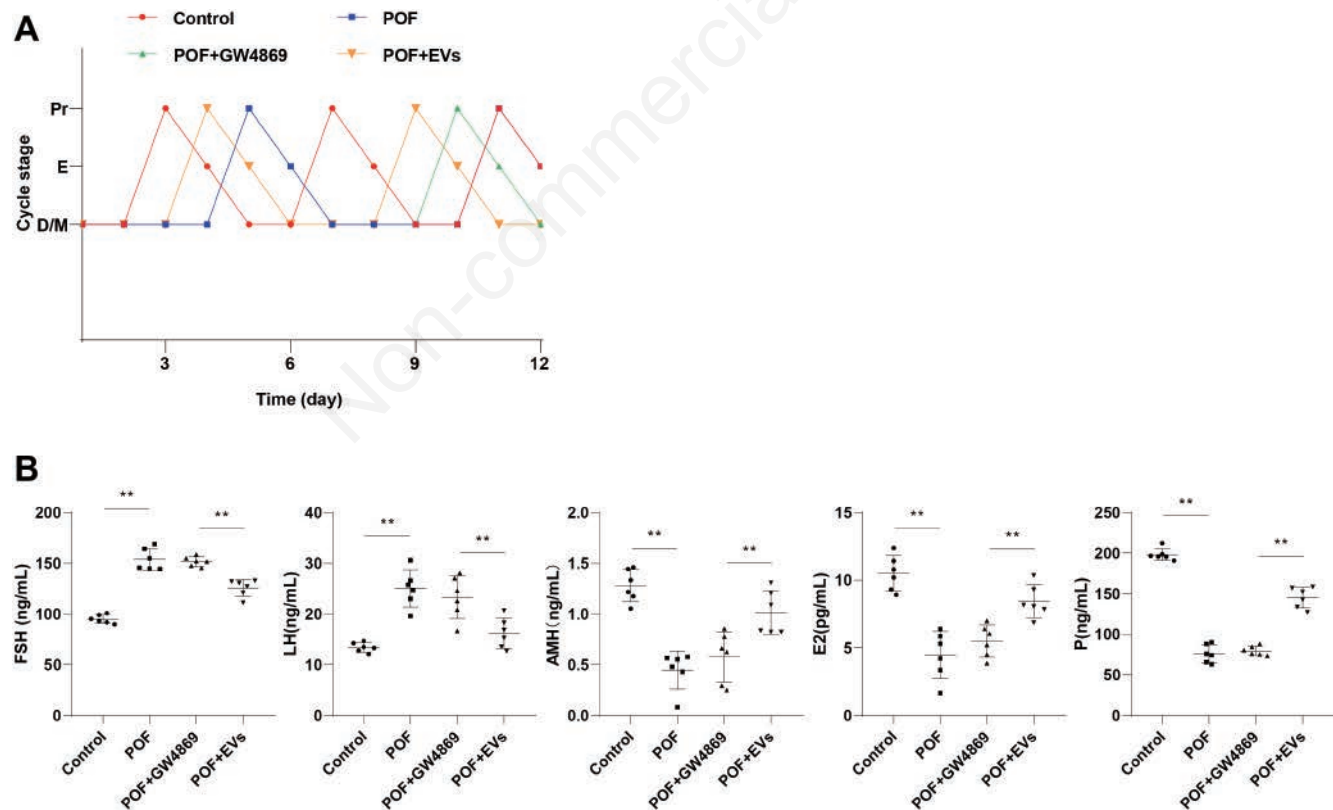 A
Control
POF
POF+GW4869
POF+EVs
Pr
E
D/M
Cycle stage
3
6
9
12
Time (day)
Non-commercial
B
**
**
200
150
100
50
0
FSH (ng/mL)
Control
POF
POF+GW4869
POF+EVs
**
**
40
30
20
10
0
LH(ng/mL)
Control
POF
POF+GW4869
POF+EVs
**
**
2.0
1.5
1.0
0.5
0.0
AMH(ng/mL)
Control
POF
POF+GW4869
POF+EVs
**
**
15
10
5
0
E2(pg/mL)
Control
POF
POF+GW4869
POF+EVs
**
**
250
200
150
100
50
0
P(ng/mL)
Control
POF
POF+GW4869
POF+EVs